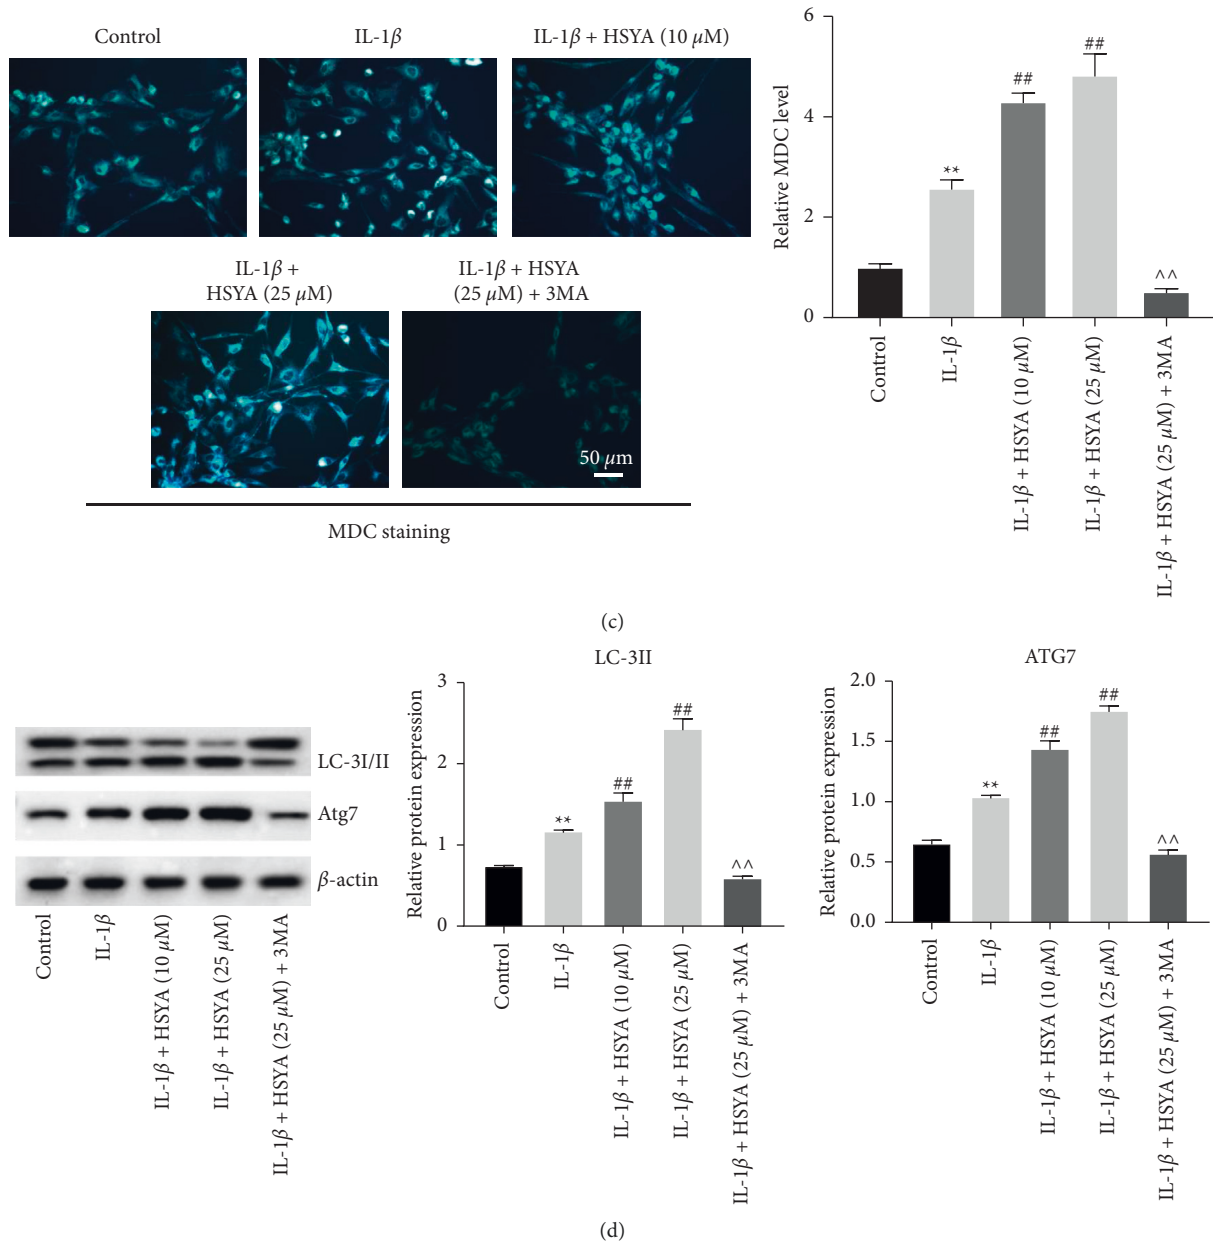 Control
IL-1β
IL-1β + HSYA (10 μM)
IL-1β +
HSYA (25 μM)
IL-1β + HSYA
(25 μM) + 3MA
50 μm
MDC staining
6
4
2
0
Relative MDC level
**
##
##
^^
Control
IL-1β
IL-1β + HSYA (10 μM)
IL-1β + HSYA (25 μM)
IL-1β + HSYA (25 μM) + 3MA
(c)
LC-3I/II
Atg7
β-actin
Control
IL-1β
IL-1β + HSYA (10 μM)
IL-1β + HSYA (25 μM)
IL-1β + HSYA (25 μM) + 3MA
LC-3II
3
2
1
0
Relative protein expression
**
##
##
^^
Control
IL-1β
IL-1β + HSYA (10 μM)
IL-1β + HSYA (25 μM)
IL-1β + HSYA (25 μM) + 3MA
ATG7
2.0
1.5
1.0
0.5
0.0
Relative protein expression
**
##
##
^^
Control
IL-1β
IL-1β + HSYA (10 μM)
IL-1β + HSYA (25 μM)
IL-1β + HSYA (25 μM) + 3MA
(d)